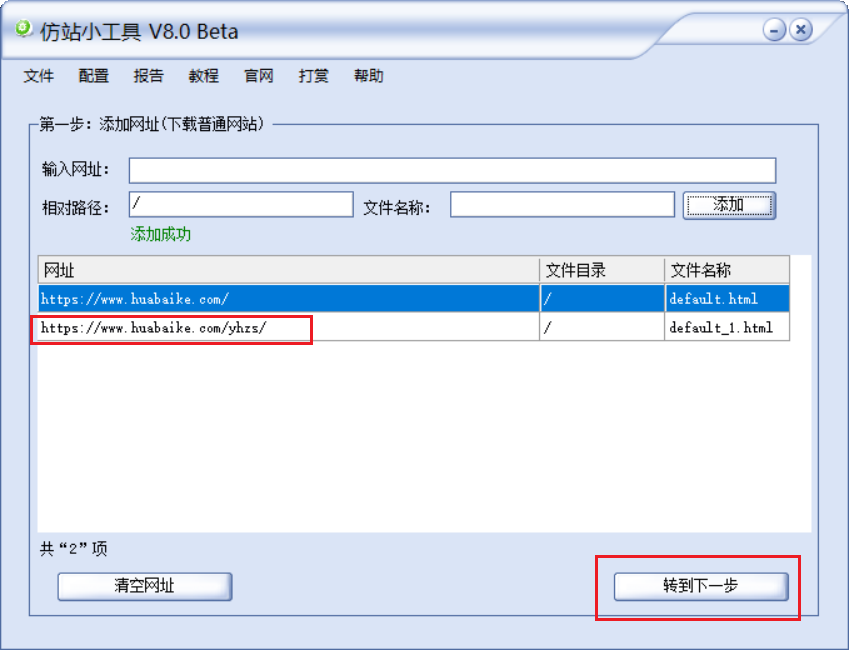 仿站小工具 V8.0 Beta
文件 配置 报告 教程 官网 打赏 帮助
第一步：添加网址(下载普通网站)
输入网址：
相对路径： / 文件名称： 添加
添加成功
网址 文件目录 文件名称
https://www.huabaike.com/ / default.html
https://www.huabaike.com/yhzs/ / default_1.html
共“2”项
清空网址 转到下一步